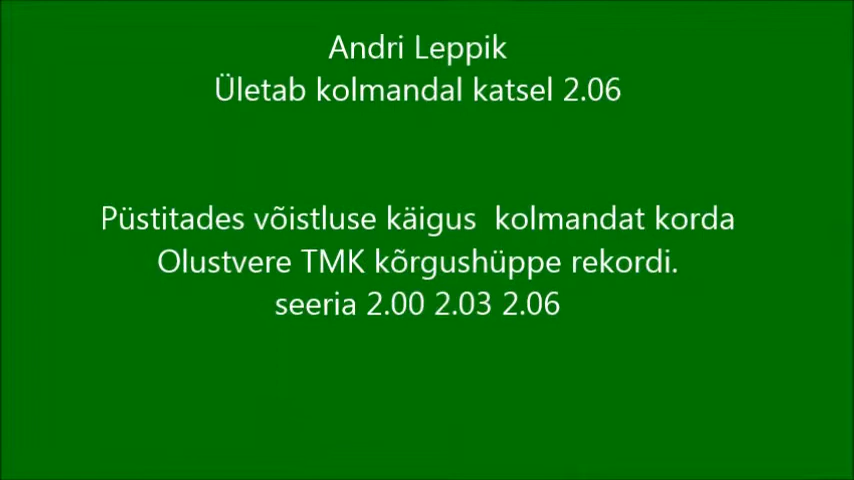 Andri Leppik
Ületab kolmandal katsel 2.06
Püstitades võistluse käigus kolmandat korda
Olustvere TMK kõrgushüppe rekordi.
seeria 2.00 2.03 2.06